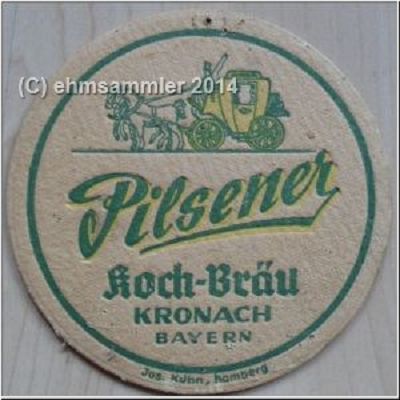 (C) ehmsammler 2014
Pilsener
Koch-Bräu
KRONACH
BAYERN
Jos. Kühn, bamberg